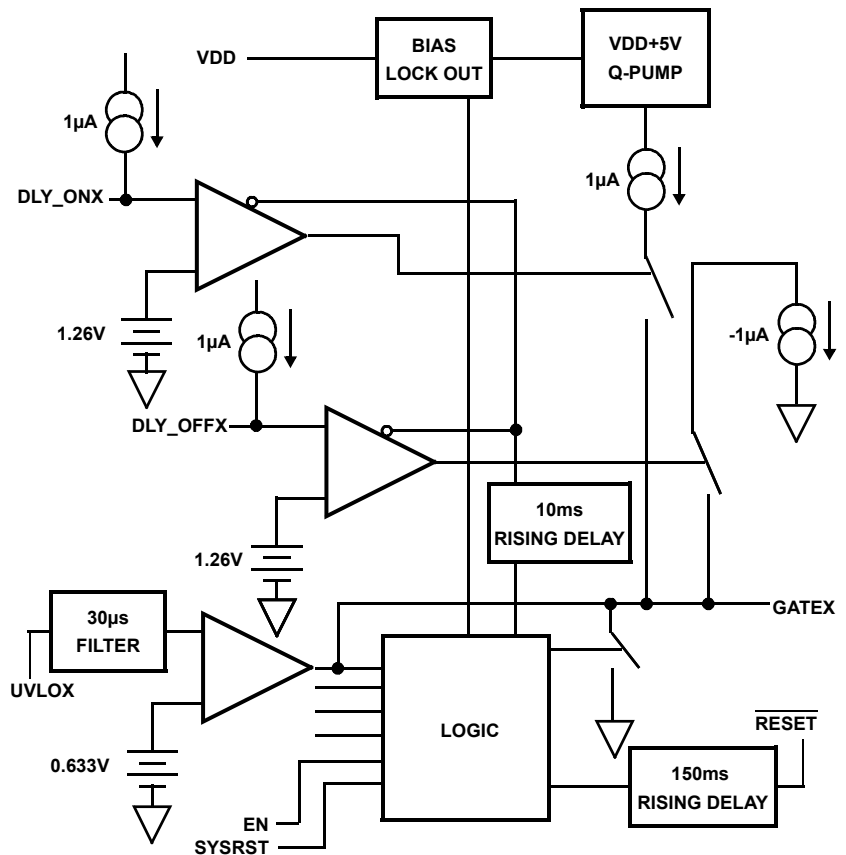 VDD
BIAS
LOCK OUT
VDD+5V
Q-PUMP
1µA
1µA
DLY_ONX
1.26V
1µA
-1µA
DLY_OFFX
10ms
RISING DELAY
1.26V
30µs
FILTER
GATEX
UVLOX
LOGIC
RESET
0.633V
150ms
RISING DELAY
EN
SYSRST